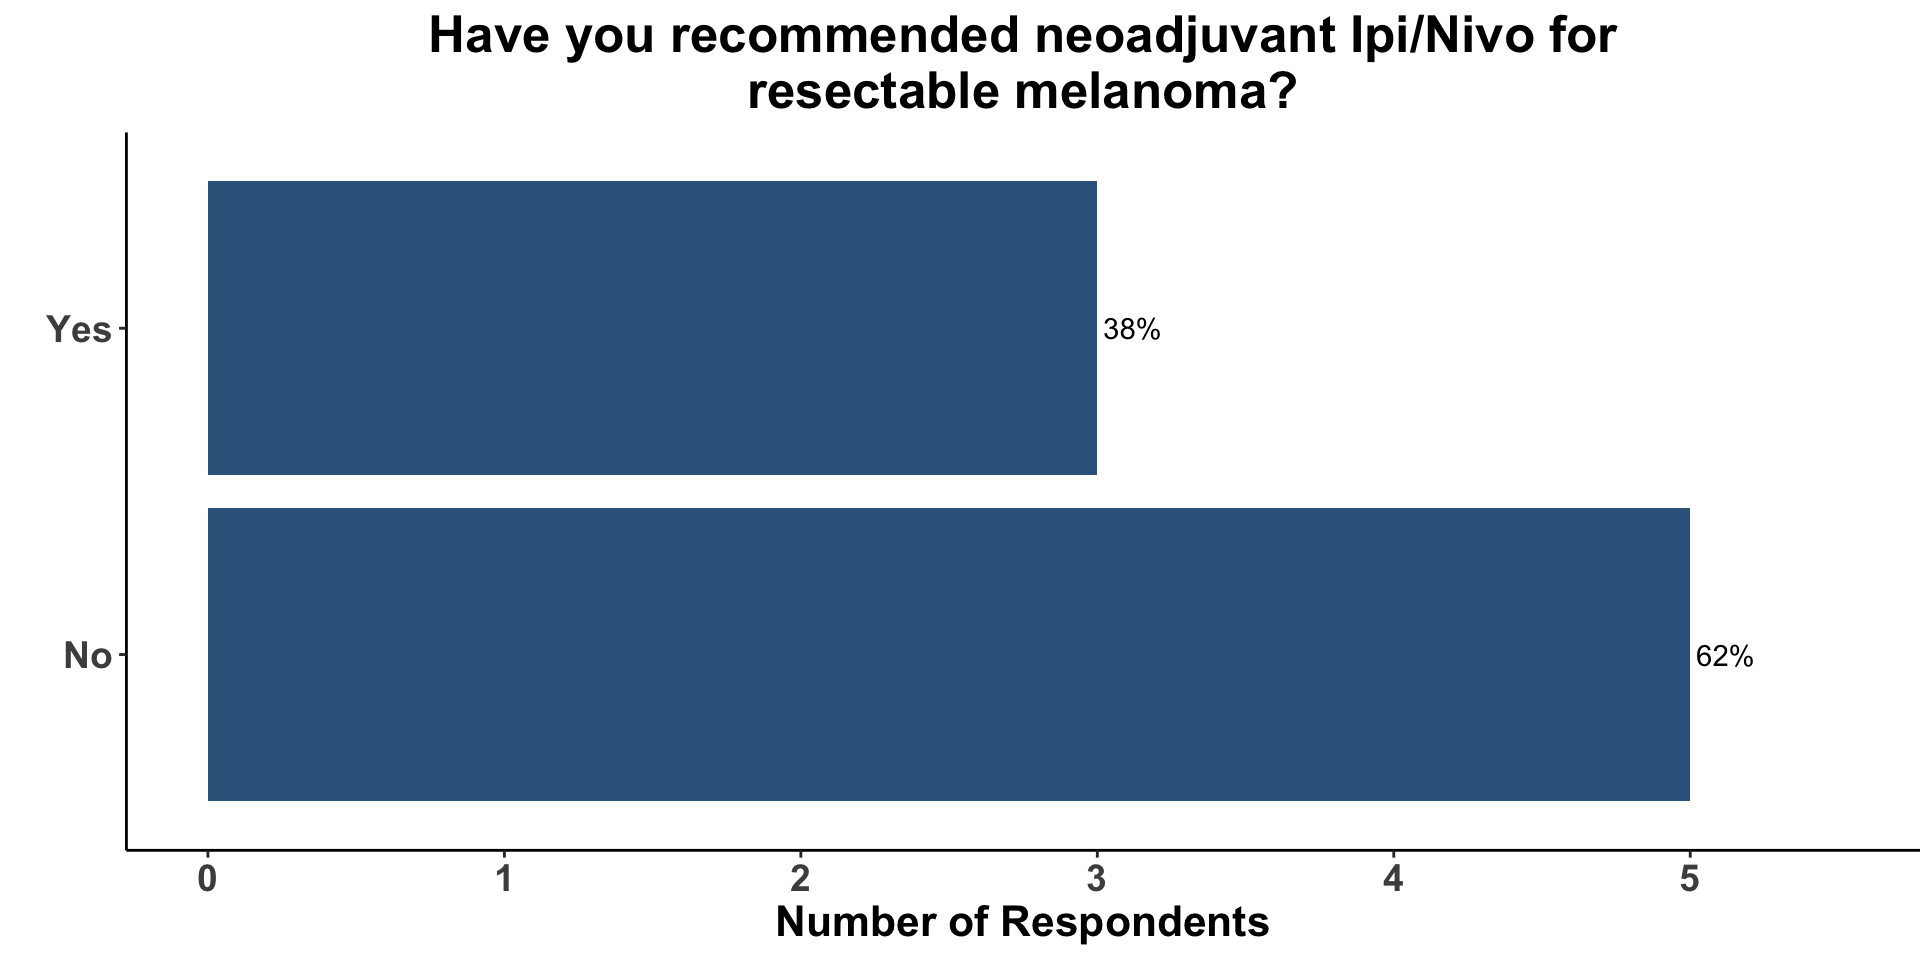 Have you recommended neoadjuvant Ipi/Nivo for
resectable melanoma?
Yes
38%
No
62%
0 1 2 3 4 5
Number of Respondents